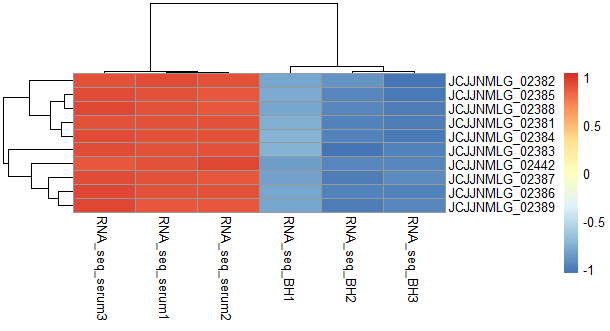 JCJJNMLG_02382
JCJJNMLG_02385
JCJJNMLG_02388
JCJJNMLG_02381
JCJJNMLG_02384
JCJJNMLG_02383
JCJJNMLG_02442
JCJJNMLG_02387
JCJJNMLG_02386
JCJJNMLG_02389
1
0.5
0
-0.5
-1
RNA_seq_serum3
RNA_seq_serum1
RNA_seq_serum2
RNA_seq_BH1
RNA_seq_BH2
RNA_seq_BH3